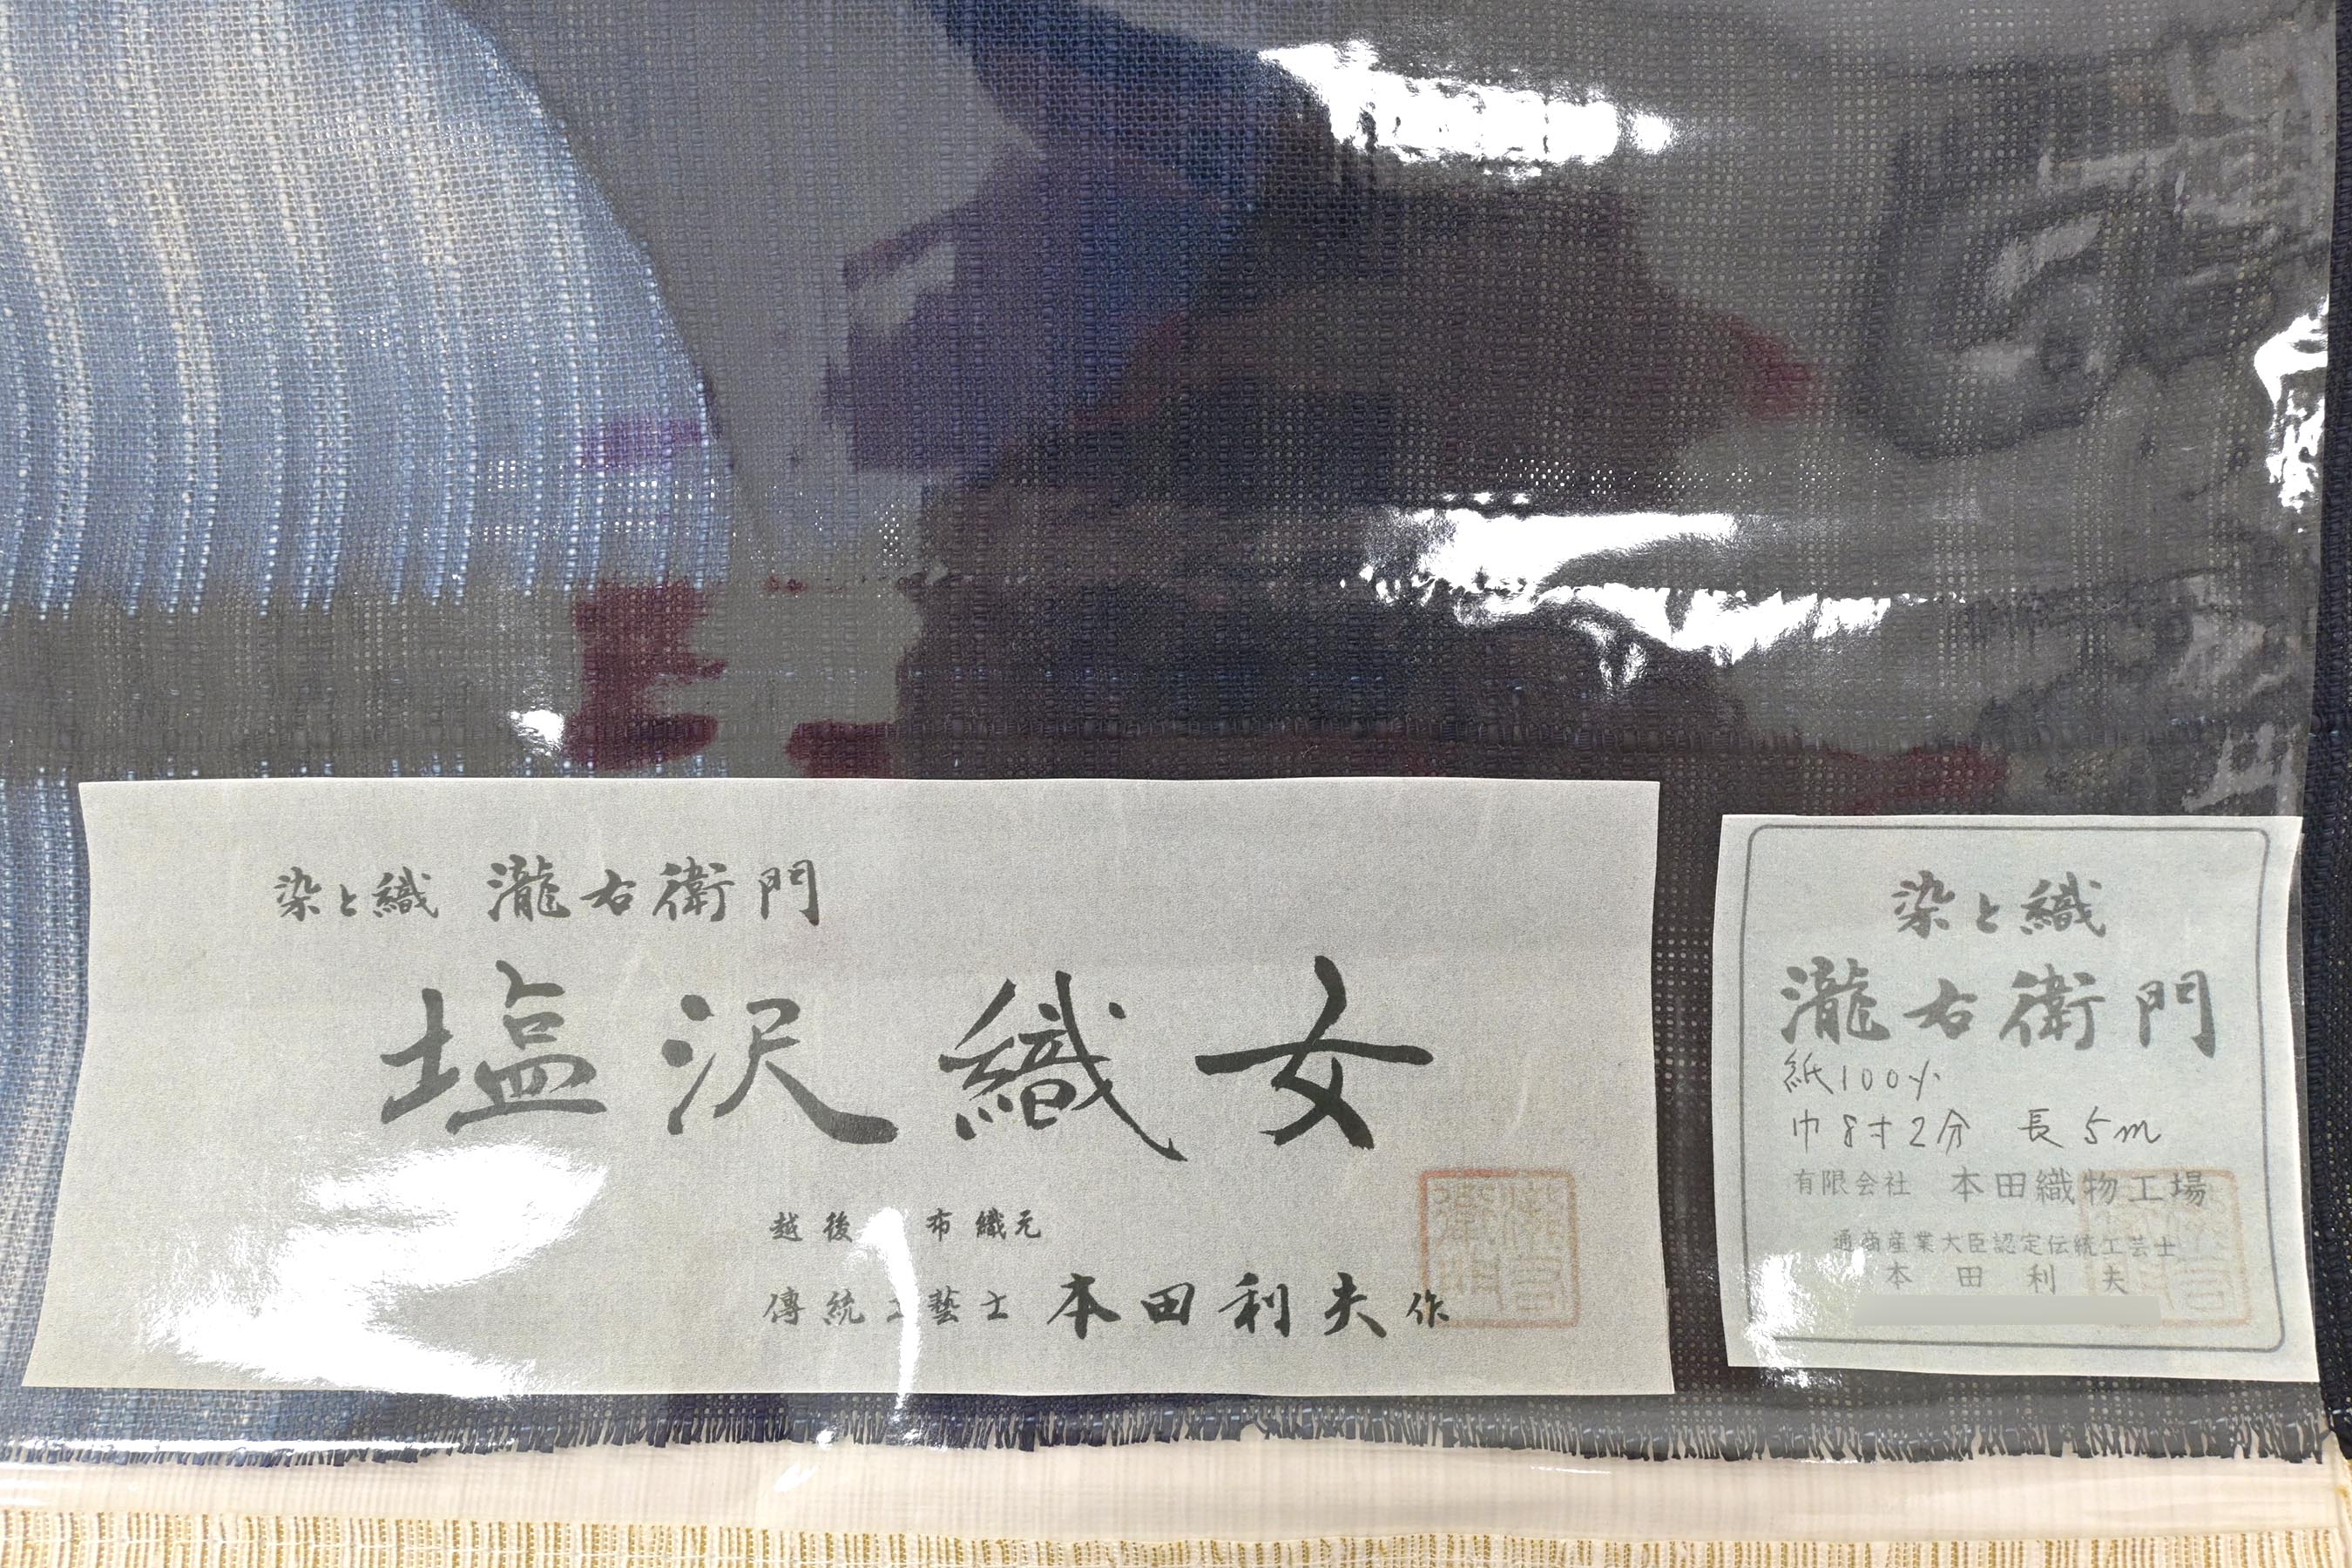 染と織 瀧右衛門
塩沢織女
越後 布織元
傳統工藝士 本田利夫作
染と織
瀧右衛門
紙100%
巾8寸2分 長5m
有限会社 本田織物工場
通商産業大臣認定伝統工芸士
本田利夫